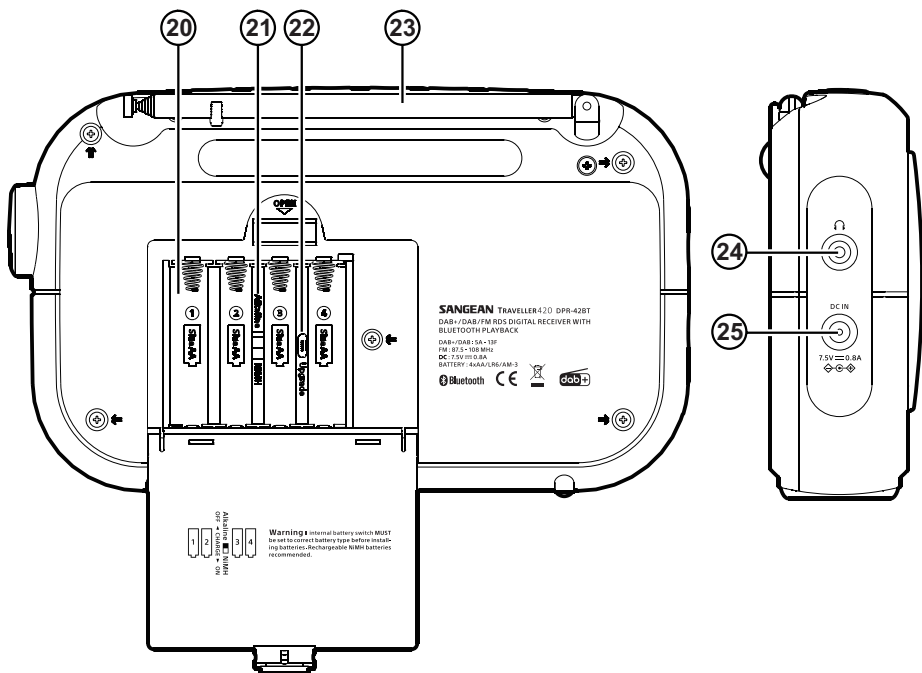 20 21 22 23
OPEN
1 2 3 4
Size:AA Size:AA Size:AA Size:AA
Alkaline NiMH
Upgrade
SANGEAN TRAVELLER420 DPR-42BT
DAB+/DAB/FM RDS DIGITAL RECEIVER WITH
BLUETOOTH PLAYBACK
DAB+/DAB: 5A - 13F
FM : 87.5 - 108 MHz
DC : 7.5V 0.8A
BATTERY : 4xAA/LR6/AM-3
Bluetooth CE dab+
1 2 3 4
Alkaline NiMH
OFF ◄ CHARGE ► ON
Warning: internal battery switch MUST
be set to correct battery type before install-
ing batteries. Rechargeable NiMH batteries
recommended.
24
DC IN
25
7.5V 0.8A